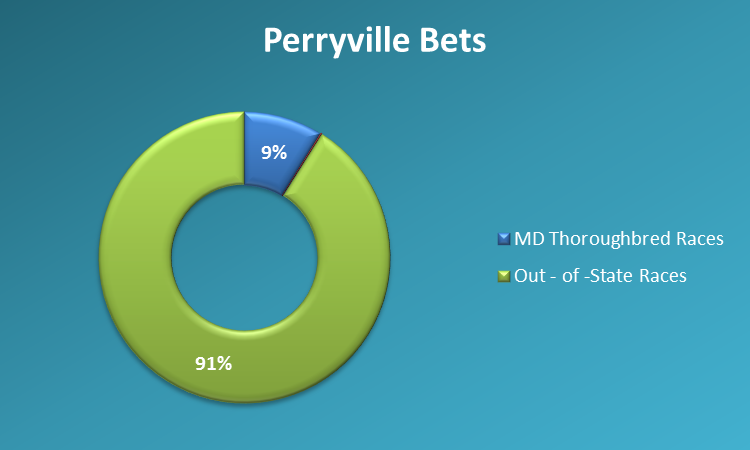 Perryville Bets
9%
MD Thoroughbred Races
Out - of -State Races
91%